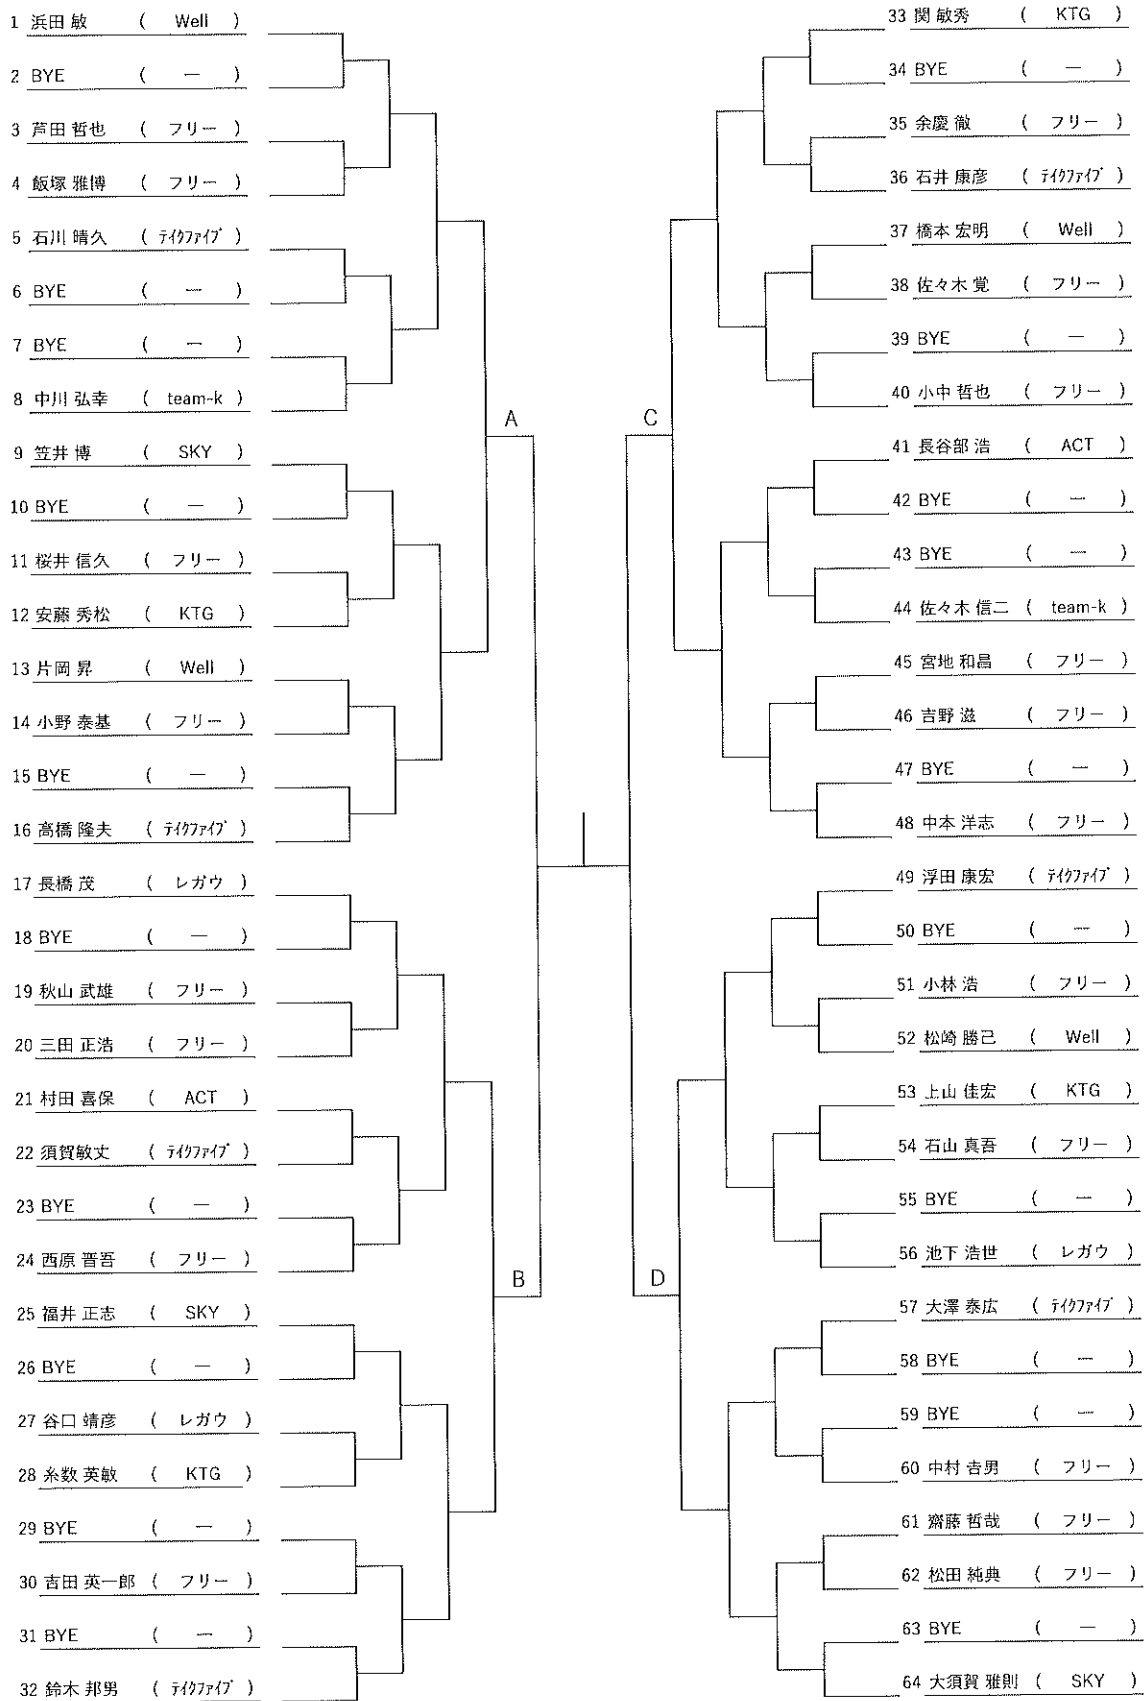 1 浜田 敏 ( Well )
2 BYE ( ー )
3 芦田 哲也 ( フリー )
4 飯塚 雅博 ( フリー )
5 石川 晴久 ( ﾃｲｸﾌｧｲﾌﾞ )
6 BYE ( ー )
7 BYE ( ー )
8 中川 弘幸 ( team-k )
A
9 笠井 博 ( SKY )
10 BYE ( ー )
11 桜井 信久 ( フリー )
12 安藤 秀松 ( KTG )
13 片岡 昇 ( Well )
14 小野 泰基 ( フリー )
15 BYE ( ー )
16 高橋 隆夫 ( ﾃｲｸﾌｧｲﾌﾞ )
17 長橋 茂 ( レガウ )
18 BYE ( ー )
19 秋山 武雄 ( フリー )
20 三田 正浩 ( フリー )
21 村田 喜保 ( ACT )
22 須賀敏丈 ( ﾃｲｸﾌｧｲﾌﾞ )
23 BYE ( ー )
24 西原 晋吾 ( フリー )
B
25 福井 正志 ( SKY )
26 BYE ( ー )
27 谷口 靖彦 ( レガウ )
28 糸数 英敏 ( KTG )
29 BYE ( ー )
30 吉田 英一郎 ( フリー )
31 BYE ( ー )
32 鈴木 邦男 ( ﾃｲｸﾌｧｲﾌﾞ )
33 関 敏秀 ( KTG )
34 BYE ( ー )
35 余慶 徹 ( フリー )
36 石井 康彦 ( ﾃｲｸﾌｧｲﾌﾞ )
37 橋本 宏明 ( Well )
38 佐々木 覚 ( フリー )
39 BYE ( ー )
40 小中 哲也 ( フリー )
C
41 長谷部 浩 ( ACT )
42 BYE ( ー )
43 BYE ( ー )
44 佐々木 信二 ( team-k )
45 宮地 和昌 ( フリー )
46 吉野 滋 ( フリー )
47 BYE ( ー )
48 中本 洋志 ( フリー )
49 浮田 康宏 ( ﾃｲｸﾌｧｲﾌﾞ )
50 BYE ( ー )
51 小林 浩 ( フリー )
52 松崎 勝己 ( Well )
53 上山 佳宏 ( KTG )
54 石山 真吾 ( フリー )
55 BYE ( ー )
56 池下 浩世 ( レガウ )
D
57 大澤 泰広 ( ﾃｲｸﾌｧｲﾌﾞ )
58 BYE ( ー )
59 BYE ( ー )
60 中村 吉男 ( フリー )
61 齋藤 哲哉 ( フリー )
62 松田 純典 ( フリー )
63 BYE ( ー )
64 大須賀 雅則 ( SKY )